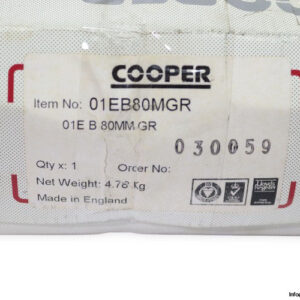 COOPER
Item No: 01EB80MGR
01E B 80MM GR
030059
Qty x: 1 Order No:
Net Weight: 4.76 Kg
Made in England